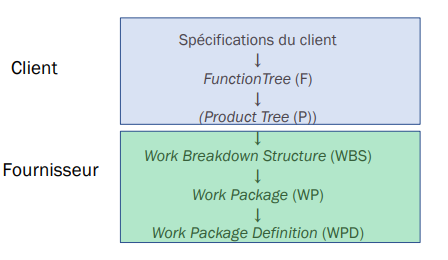 Spécifications du client
↓
Client
FunctionTree (F)
↓
(Product Tree (P))
↓
Work Breakdown Structure (WBS)
Fournisseur
↓
Work Package (WP)
↓
Work Package Definition (WPD)